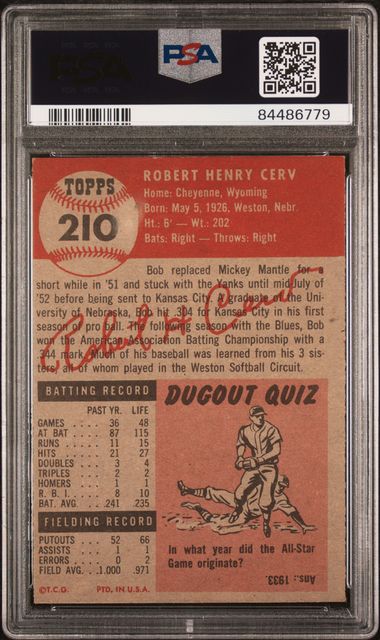 PSA
PSA
84486779
TOPPS
210
ROBERT HENRY CERV
Home: Cheyenne, Wyoming
Born: May 5, 1926, Weston, Nebr.
Ht.: 6' — Wt.: 202
Bats: Right — Throws: Right
Bob replaced Mickey Mantle for a
short while in '51 and stuck with the Yanks until midway of
'52 before being sent to Kansas City. A graduate of the Uni-
versity of Nebraska, Bob hit .304 for Kansas City in his first
season of pro ball. The following season with the Blues, Bob
won the American Association Batting Championship with a
.344 mark. Much of his baseball was learned from his 3 sis-
ters, all of whom played in the Weston Softball Circuit.
Robert H Cerv
BATTING RECORD
PAST YR. LIFE
GAMES . . . . 36 48
AT BAT . . . . 87 115
RUNS . . . . 11 15
HITS . . . . 21 27
DOUBLES . . . 3 4
TRIPLES . . . 2 2
HOMERS . . . 1 1
R. B. I. . . . 8 10
BAT. AVG. . . .241 .235
FIELDING RECORD
PUTOUTS . . . 52 66
ASSISTS . . . 1 1
ERRORS . . . 0 2
FIELD AVG. . . 1.000 .971
©T.C.G. PTD. IN U.S.A.
DUGOUT QUIZ
In what year did the All-Star
Game originate?
Ans.: 1933.